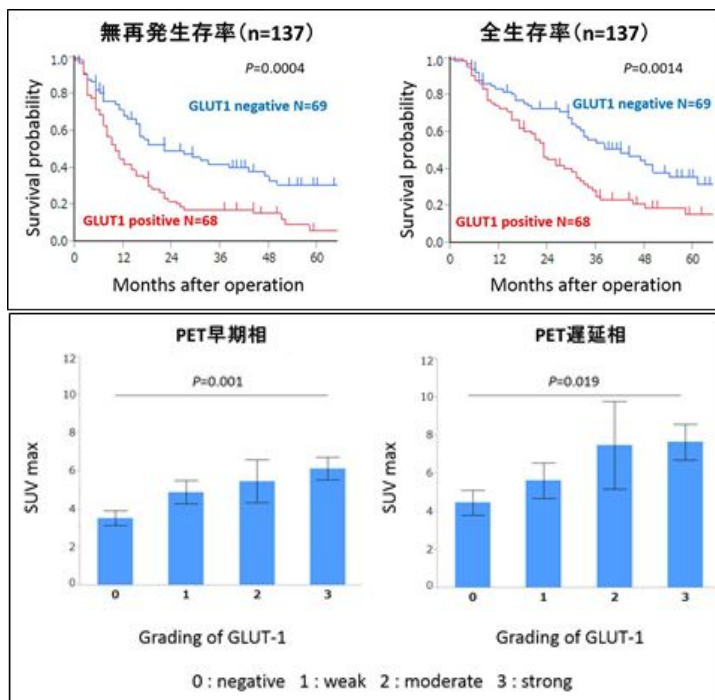 無再発生存率(n=137)
Survival probability
1.0
0.8
0.6
0.4
0.2
0.0
P=0.0004
GLUT1 negative N=69
GLUT1 positive N=68
0 12 24 36 48 60
Months after operation
全生存率(n=137)
Survival probability
1.0
0.8
0.6
0.4
0.2
0.0
P=0.0014
GLUT1 negative N=69
GLUT1 positive N=68
0 12 24 36 48 60
Months after operation
PET早期相
SUV max
12
10
8
6
4
2
0
P=0.001
0 1 2 3
Grading of GLUT-1
PET遅延相
SUV max
12
10
8
6
4
2
0
P=0.019
0 1 2 3
Grading of GLUT-1
0 : negative 1 : weak 2 : moderate 3 : strong